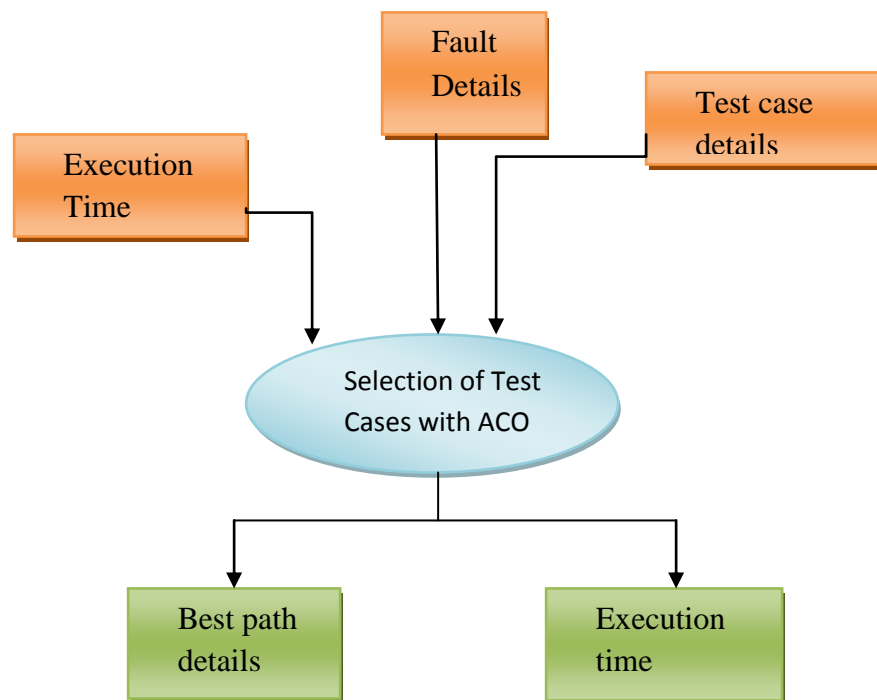 Fault
Details
Test case
details
Execution
Time
Selection of Test
Cases with ACO
Best path
details
Execution
time